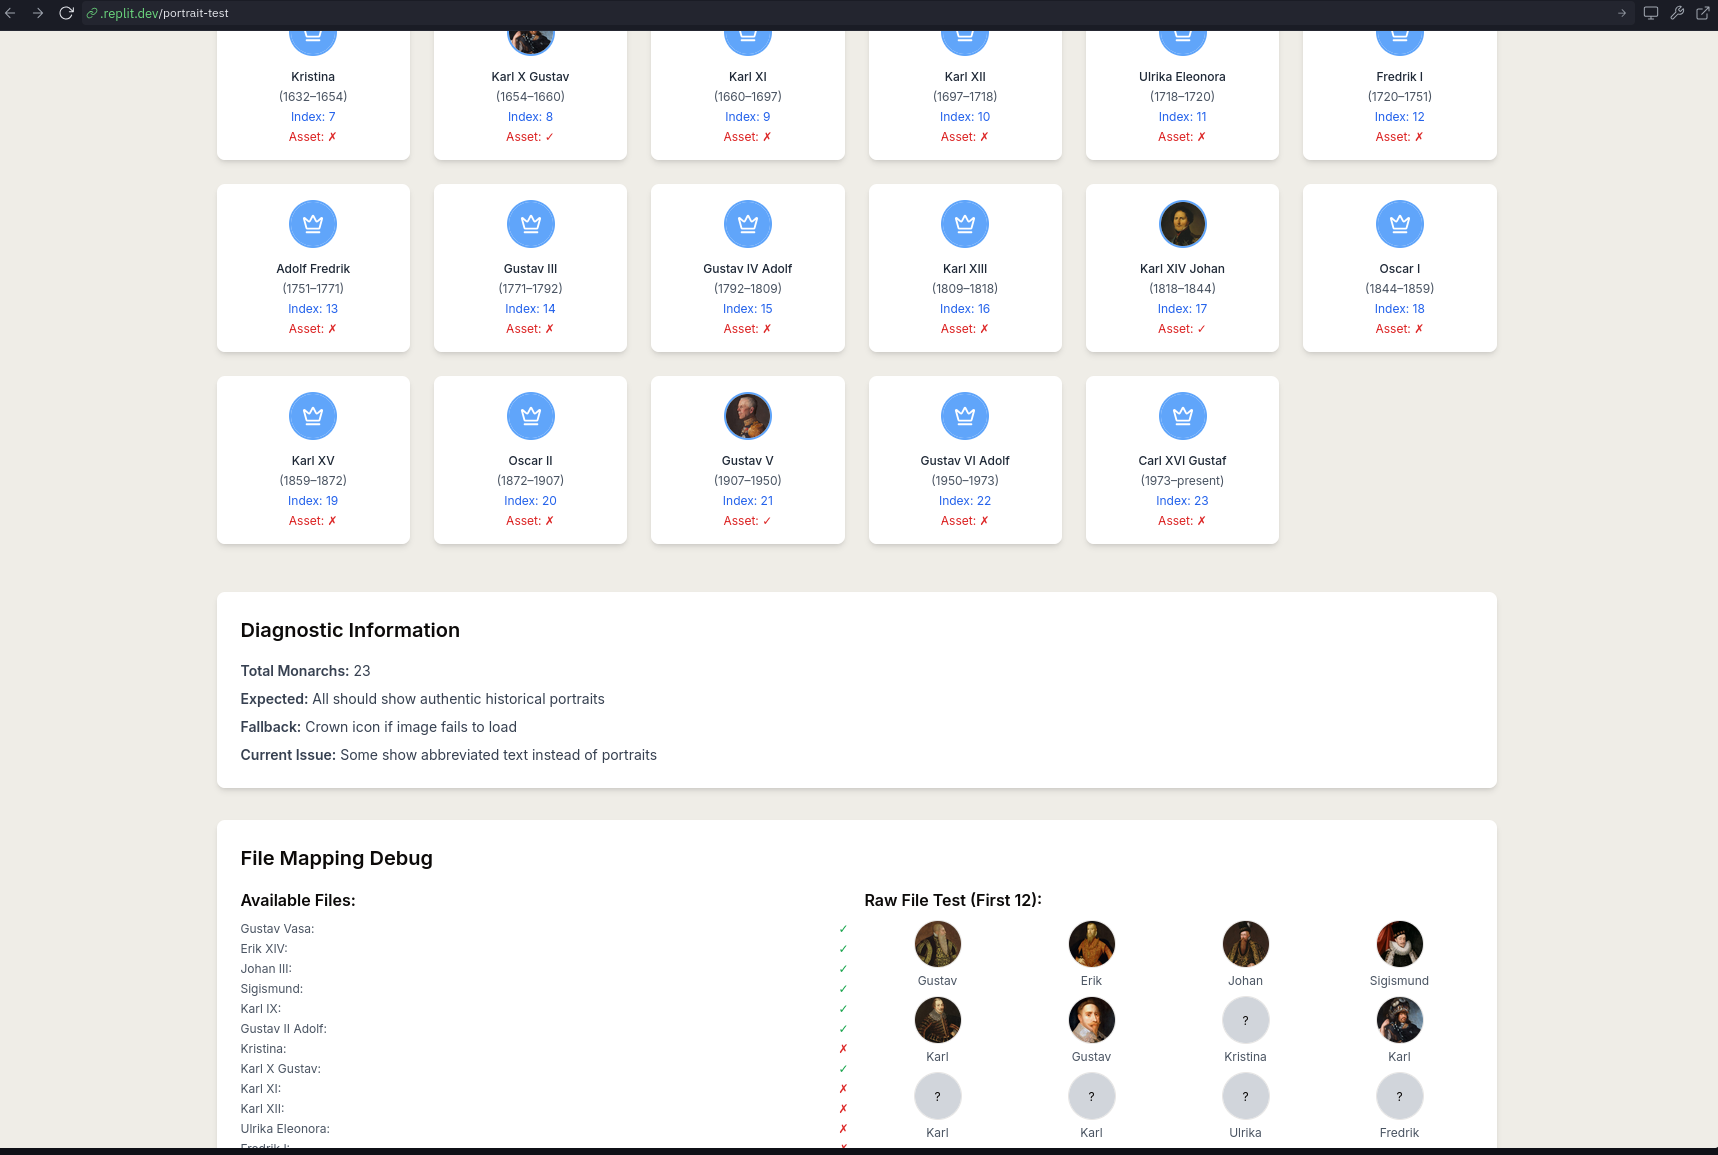 .replit.dev/portrait-test
Kristina
(1632–1654)
Index: 7
Asset: ✗
Karl X Gustav
(1654–1660)
Index: 8
Asset: ✓
Karl XI
(1660–1697)
Index: 9
Asset: ✗
Karl XII
(1697–1718)
Index: 10
Asset: ✗
Ulrika Eleonora
(1718–1720)
Index: 11
Asset: ✗
Fredrik I
(1720–1751)
Index: 12
Asset: ✗
Adolf Fredrik
(1751–1771)
Index: 13
Asset: ✗
Gustav III
(1771–1792)
Index: 14
Asset: ✗
Gustav IV Adolf
(1792–1809)
Index: 15
Asset: ✗
Karl XIII
(1809–1818)
Index: 16
Asset: ✗
Karl XIV Johan
(1818–1844)
Index: 17
Asset: ✓
Oscar I
(1844–1859)
Index: 18
Asset: ✗
Karl XV
(1859–1872)
Index: 19
Asset: ✗
Oscar II
(1872–1907)
Index: 20
Asset: ✗
Gustav V
(1907–1950)
Index: 21
Asset: ✓
Gustav VI Adolf
(1950–1973)
Index: 22
Asset: ✗
Carl XVI Gustaf
(1973–present)
Index: 23
Asset: ✗
Diagnostic Information
Total Monarchs: 23
Expected: All should show authentic historical portraits
Fallback: Crown icon if image fails to load
Current Issue: Some show abbreviated text instead of portraits
File Mapping Debug
Available Files:
Gustav Vasa: ✓
Erik XIV: ✓
Johan III: ✓
Sigismund: ✓
Karl IX: ✓
Gustav II Adolf: ✓
Kristina: ✗
Karl X Gustav: ✓
Karl XI: ✗
Karl XII: ✗
Ulrika Eleonora: ✗
Fredrik I: ✗
Raw File Test (First 12):
Gustav
Erik
Johan
Sigismund
Karl
Gustav
?
Kristina
Karl
?
Karl
?
Karl
?
Ulrika
?
Fredrik